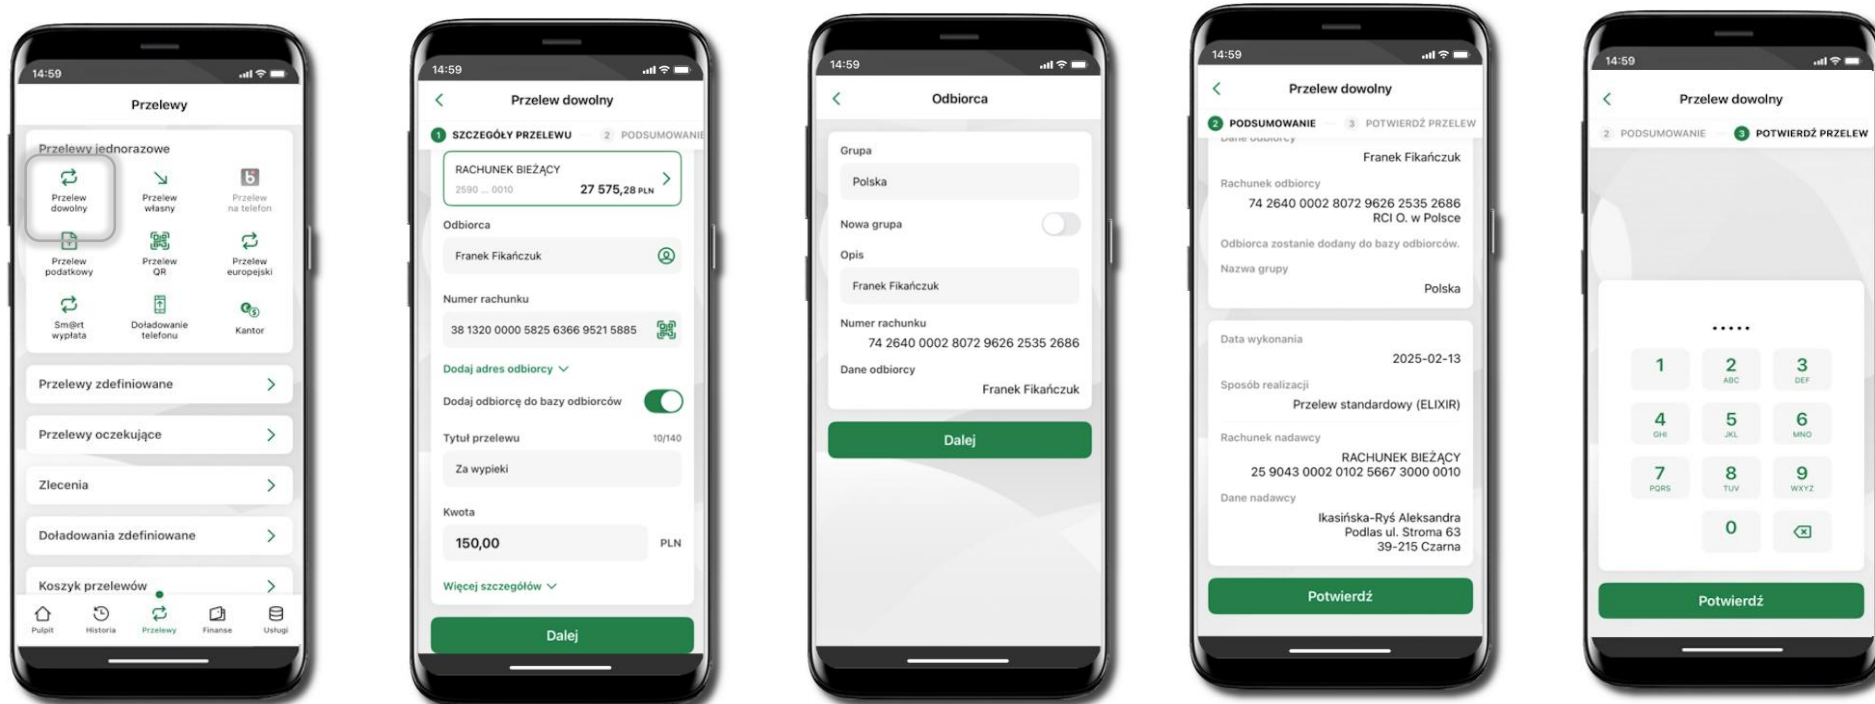 14:59
Przelewy
Przelewy jednorazowe
Przelew
dowolny
Przelew
własny
Przelew
na telefon
Przelew
podatkowy
Przelew
QR
Przelew
europejski
Sm@rt
wypłata
Doładowanie
telefonu
Kantor
Przelewy zdefiniowane
Przelewy oczekujące
Zlecenia
Doładowania zdefiniowane
Koszyk przelewów
Pulpit
Historia
Przelewy
Finanse
Usługi
14:59
Przelew dowolny
1 SZCZEGÓŁY PRZELEWU 2 PODSUMOWANIE
RACHUNEK BIEŻĄCY
2590 ... 0010 27 575,28 PLN
Odbiorca
Franek Fikańczuk
Numer rachunku
38 1320 0000 5825 6366 9521 5885
Dodaj adres odbiorcy
Dodaj odbiorcę do bazy odbiorców
Tytuł przelewu 10/140
Za wypieki
Kwota
150,00 PLN
Więcej szczegółów
Dalej
14:59
Odbiorca
Grupa
Polska
Nowa grupa
Opis
Franek Fikańczuk
Numer rachunku
74 2640 0002 8072 9626 2535 2686
Dane odbiorcy
Franek Fikańczuk
Dalej
14:59
Przelew dowolny
2 PODSUMOWANIE 3 POTWIERDŹ PRZELEW
Dane odbiorcy
Franek Fikańczuk
Rachunek odbiorcy
74 2640 0002 8072 9626 2535 2686
RCI O. w Polsce
Odbiorca zostanie dodany do bazy odbiorców.
Nazwa grupy
Polska
Data wykonania
2025-02-13
Sposób realizacji
Przelew standardowy (ELIXIR)
Rachunek nadawcy
RACHUNEK BIEŻĄCY
25 9043 0002 0102 5667 3000 0010
Dane nadawcy
Ikasińska-Ryś Aleksandra
Podlas ul. Stroma 63
39-215 Czarna
Potwierdź
14:59
Przelew dowolny
2 PODSUMOWANIE 3 POTWIERDŹ PRZELEW
•••••
1 2 3
ABC DEF
4 5 6
GHI JKL MNO
7 8 9
PQRS TUV WXYZ
0
Potwierdź